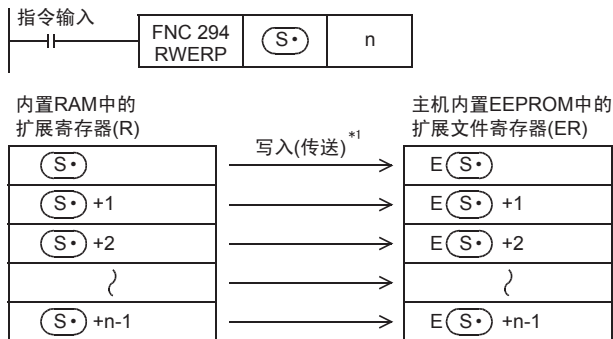 指令输入
FNC 294
RWERP
S•
n
内置RAM中的
扩展寄存器(R)
主机内置EEPROM中的
扩展文件寄存器(ER)
写入(传送)*1
S•
E S•
S• +1
E S• +1
S• +2
E S• +2
S• +n-1
E S• +n-1